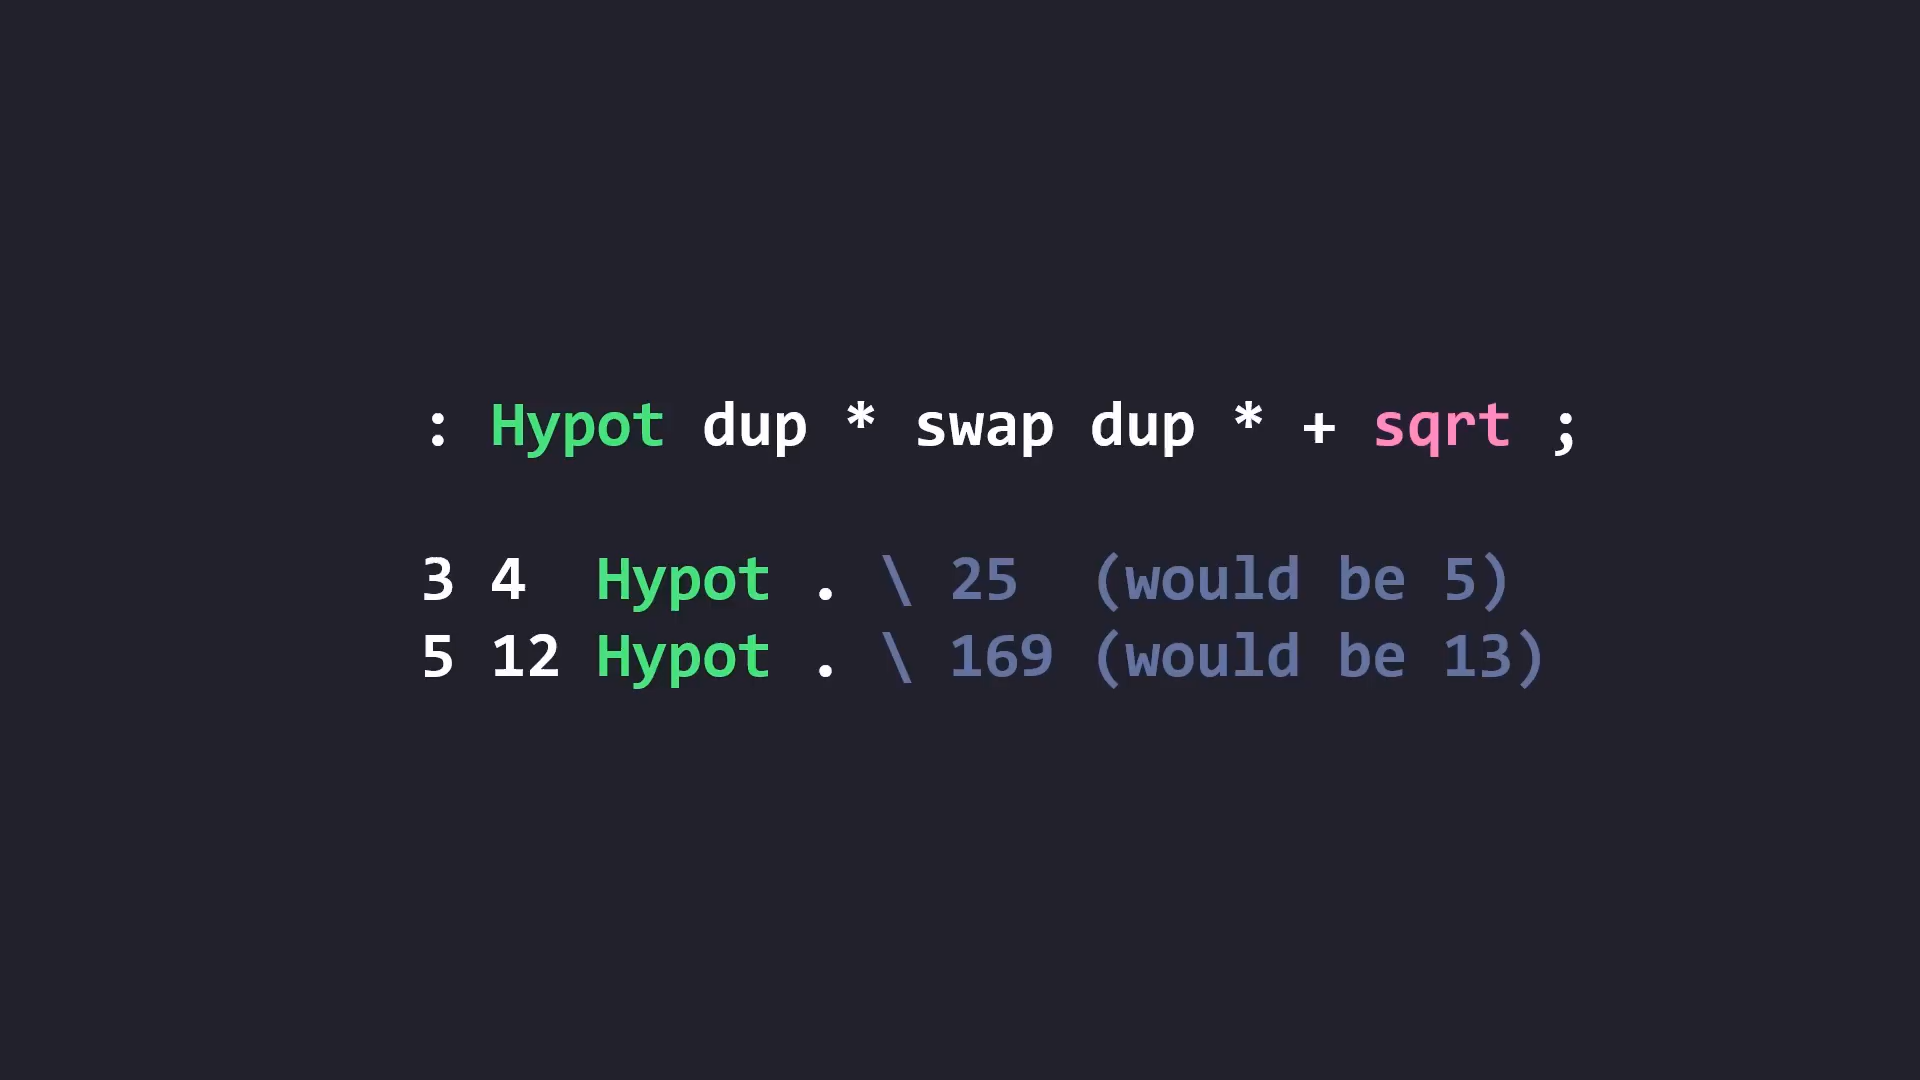 : Hypot dup * swap dup * + sqrt ;
3 4  Hypot . \ 25  (would be 5)
5 12 Hypot . \ 169 (would be 13)